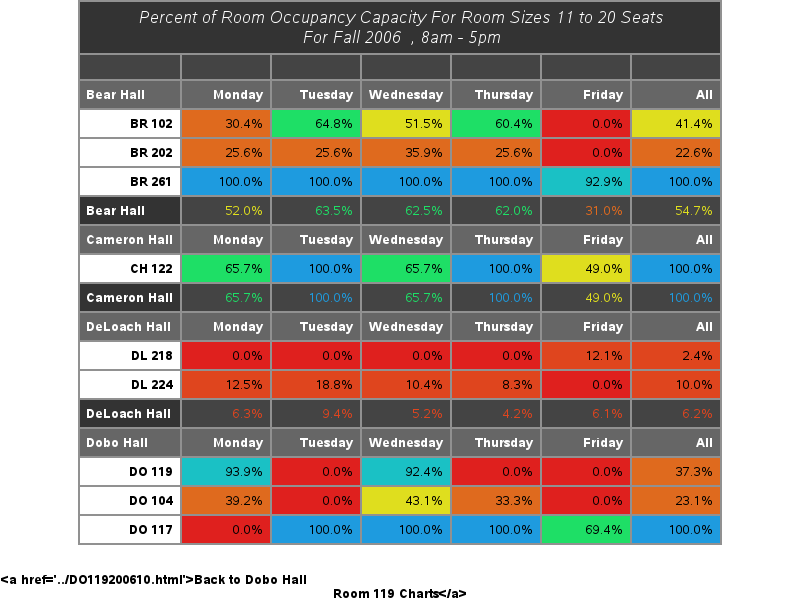 Percent of Room Occupancy Capacity For Room Sizes 11 to 20 Seats
For Fall 2006 , 8am - 5pm
Bear Hall Monday Tuesday Wednesday Thursday Friday All
BR 102 30.4% 64.8% 51.5% 60.4% 0.0% 41.4%
BR 202 25.6% 25.6% 35.9% 25.6% 0.0% 22.6%
BR 261 100.0% 100.0% 100.0% 100.0% 92.9% 100.0%
Bear Hall 52.0% 63.5% 62.5% 62.0% 31.0% 54.7%
Cameron Hall Monday Tuesday Wednesday Thursday Friday All
CH 122 65.7% 100.0% 65.7% 100.0% 49.0% 100.0%
Cameron Hall 65.7% 100.0% 65.7% 100.0% 49.0% 100.0%
DeLoach Hall Monday Tuesday Wednesday Thursday Friday All
DL 218 0.0% 0.0% 0.0% 0.0% 12.1% 2.4%
DL 224 12.5% 18.8% 10.4% 8.3% 0.0% 10.0%
DeLoach Hall 6.3% 9.4% 5.2% 4.2% 6.1% 6.2%
Dobo Hall Monday Tuesday Wednesday Thursday Friday All
DO 119 93.9% 0.0% 92.4% 0.0% 0.0% 37.3%
DO 104 39.2% 0.0% 43.1% 33.3% 0.0% 23.1%
DO 117 0.0% 100.0% 100.0% 100.0% 69.4% 100.0%
<a href='../DO119200610.html'>Back to Dobo Hall
Room 119 Charts</a>